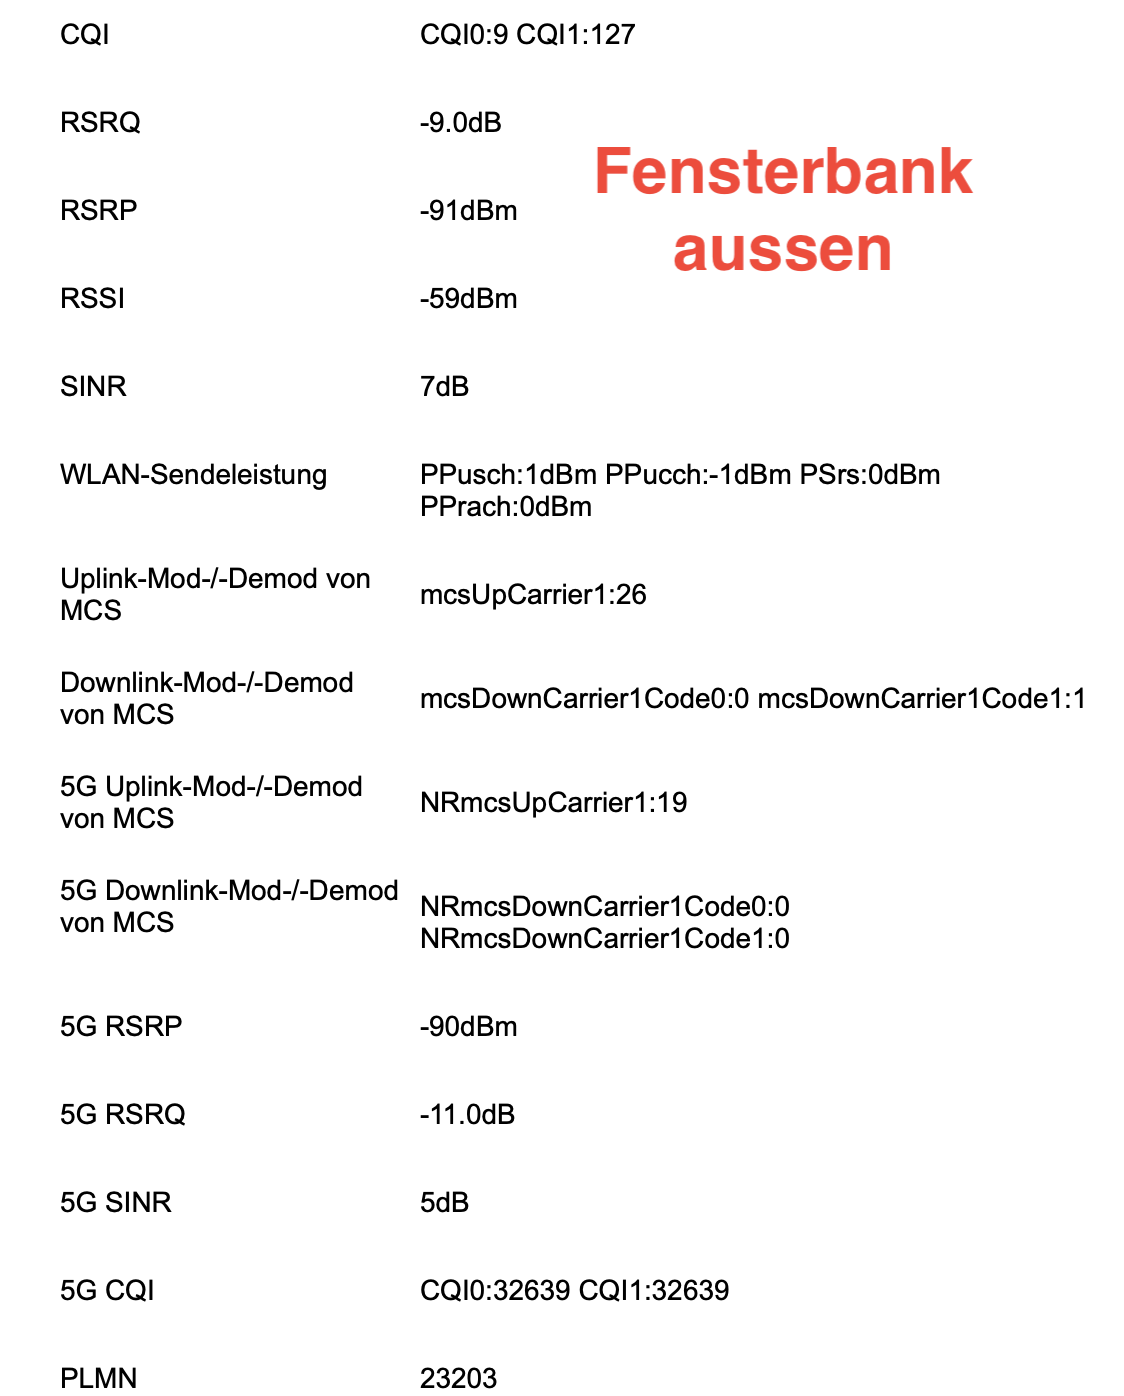 CQI CQI0:9 CQI1:127
RSRQ -9.0dB
Fensterbank
aussen
RSRP -91dBm
RSSI -59dBm
SINR 7dB
WLAN-Sendeleistung PPusch:1dBm PPucch:-1dBm PSrs:0dBm
PPrach:0dBm
Uplink-Mod-/-Demod von
MCS
mcsUpCarrier1:26
Downlink-Mod-/-Demod
von MCS
mcsDownCarrier1Code0:0 mcsDownCarrier1Code1:1
5G Uplink-Mod-/-Demod
von MCS
NRmcsUpCarrier1:19
5G Downlink-Mod-/-Demod
von MCS
NRmcsDownCarrier1Code0:0
NRmcsDownCarrier1Code1:0
5G RSRP -90dBm
5G RSRQ -11.0dB
5G SINR 5dB
5G CQI CQI0:32639 CQI1:32639
PLMN 23203